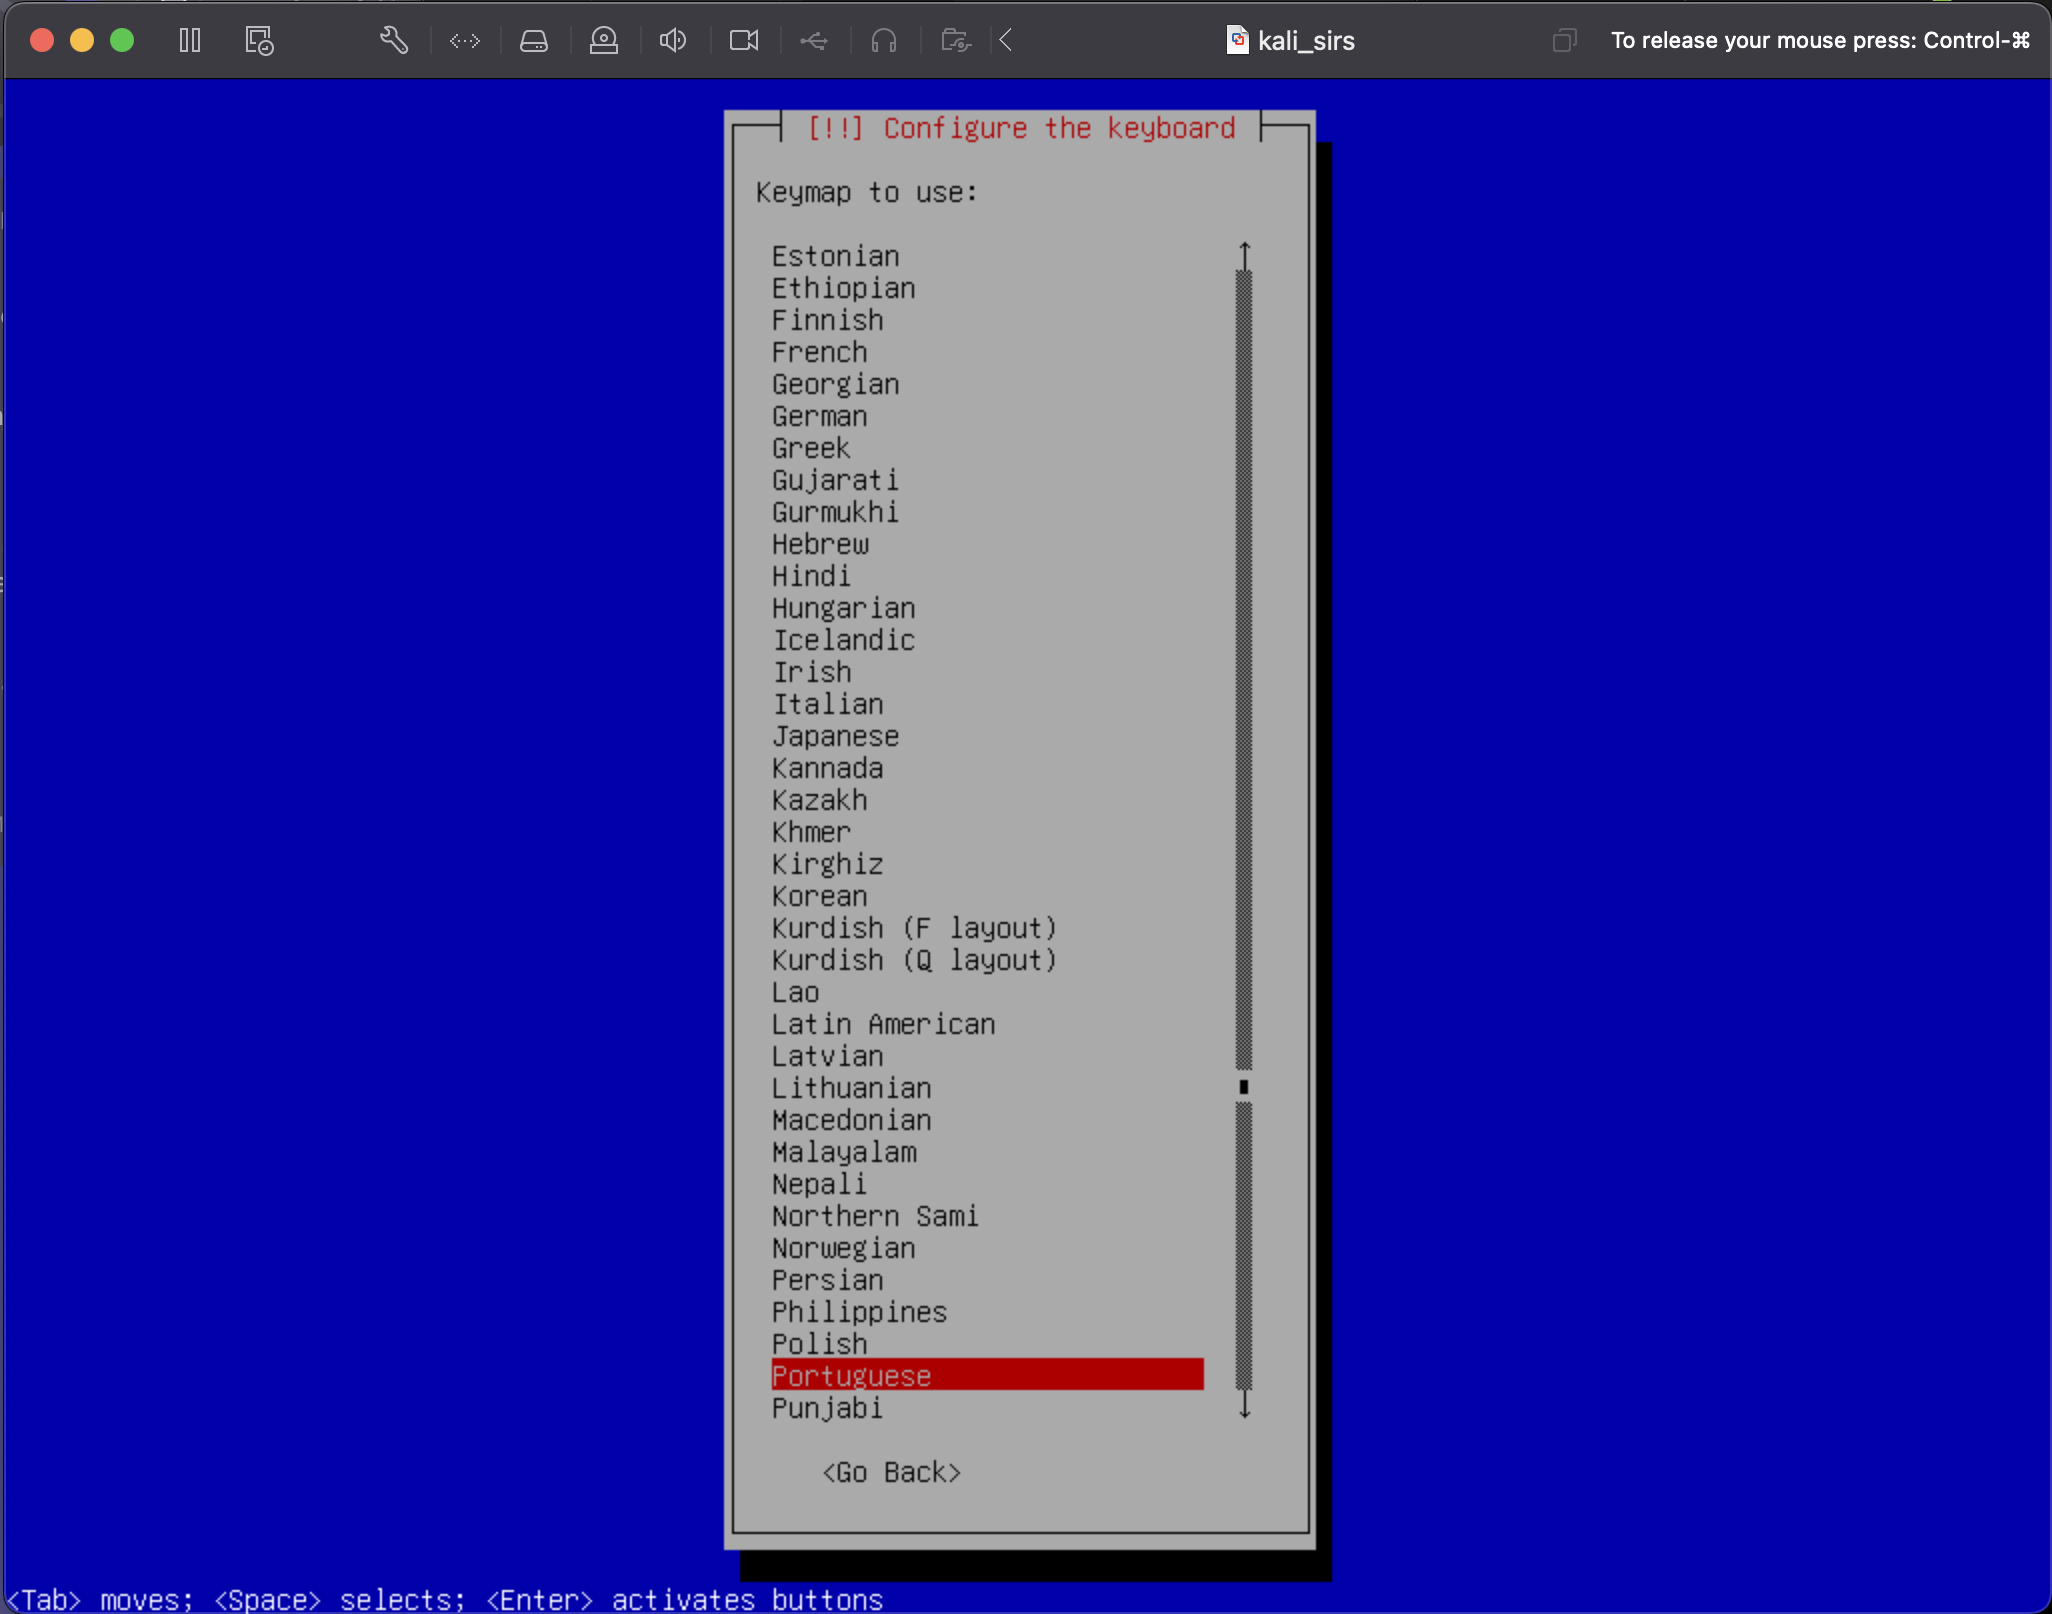 kali_sirs
To release your mouse press: Control-⌘
[!!] Configure the keyboard
Keymap to use:
Estonian
Ethiopian
Finnish
French
Georgian
German
Greek
Gujarati
Gurmukhi
Hebrew
Hindi
Hungarian
Icelandic
Irish
Italian
Japanese
Kannada
Kazakh
Khmer
Kirghiz
Korean
Kurdish (F layout)
Kurdish (Q layout)
Lao
Latin American
Latvian
Lithuanian
Macedonian
Malayalam
Nepali
Northern Sami
Norwegian
Persian
Philippines
Polish
Portuguese
Punjabi
<Go Back>
<Tab> moves; <Space> selects; <Enter> activates buttons